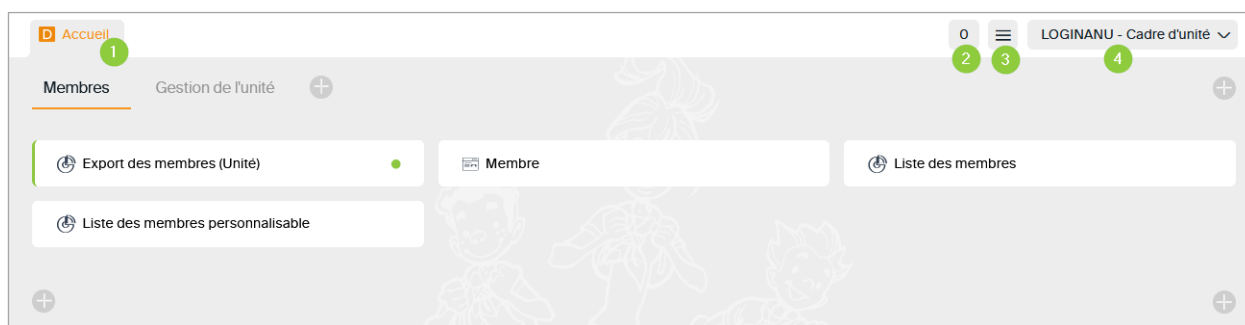 D Accueil
0
LOGINANU - Cadre d'unité
1
2
3
4
Membres
Gestion de l'unité
Export des membres (Unité)
Membre
Liste des membres
Liste des membres personnalisable